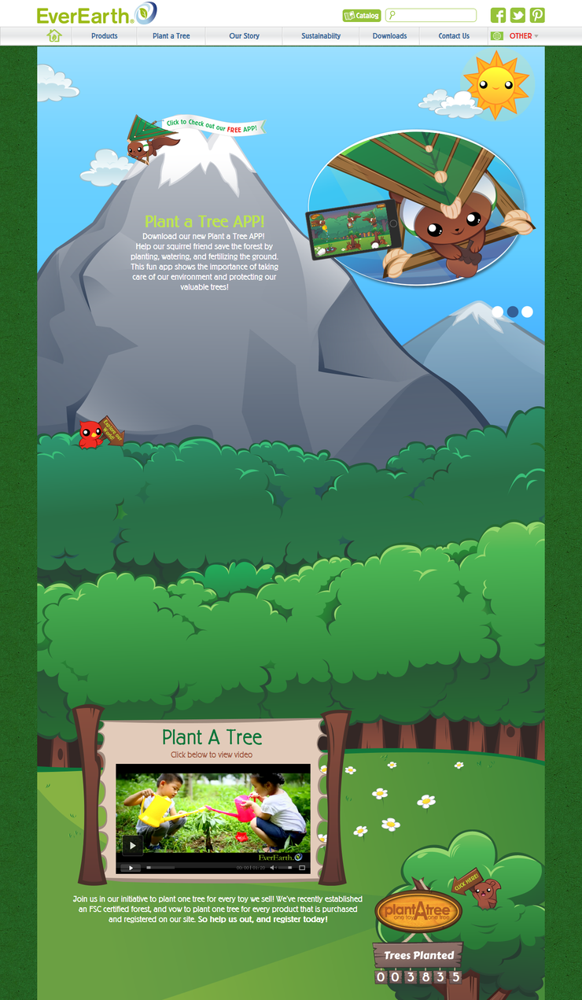 EverEarth®
Catalog
Products
Plant a Tree
Our Story
Sustainabilty
Downloads
Contact Us
OTHER
Click to Check out our FREE APP!
Plant a Tree APP!
Download our new Plant a Tree APP!
Help our squirrel friend save the forest by
planting, watering, and fertilizing the ground.
This fun app shows the importance of taking
care of our environment and protecting our
valuable trees!
Explore our
World!
Plant A Tree
Click below to view video
EverEarth
00:00 | 01:20
Join us in our initiative to plant one tree for every toy we sell! We've recently established
an FSC certified forest, and vow to plant one tree for every product that is purchased
and registered on our site. So help us out, and register today!
CLICK HERE!
plantAtree
one toy one tree
Trees Planted
003835